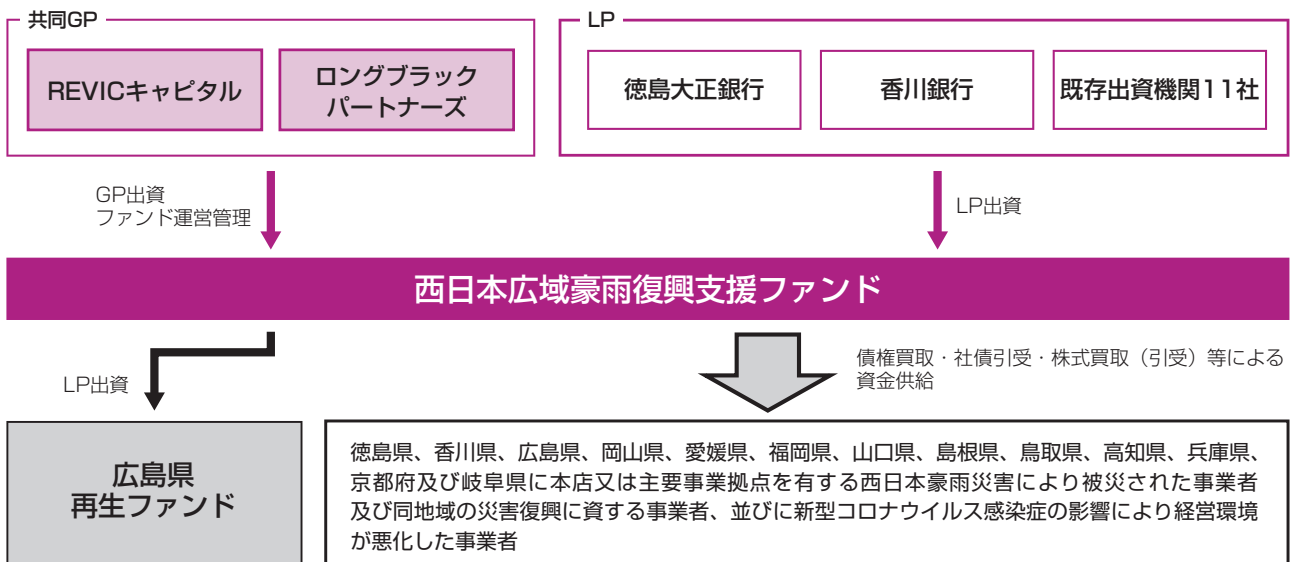 共同GP
REVICキャピタル
ロングブラック
パートナーズ
LP
徳島大正銀行
香川銀行
既存出資機関11社
GP出資
ファンド運営管理
LP出資
西日本広域豪雨復興支援ファンド
LP出資
債権買取・社債引受・株式買取（引受）等による
資金供給
広島県
再生ファンド
徳島県、香川県、広島県、岡山県、愛媛県、福岡県、山口県、島根県、鳥取県、高知県、兵庫県、
京都府及び岐阜県に本店又は主要事業拠点を有する西日本豪雨災害により被災された事業者
及び同地域の災害復興に資する事業者、並びに新型コロナウイルス感染症の影響により経営環境
が悪化した事業者